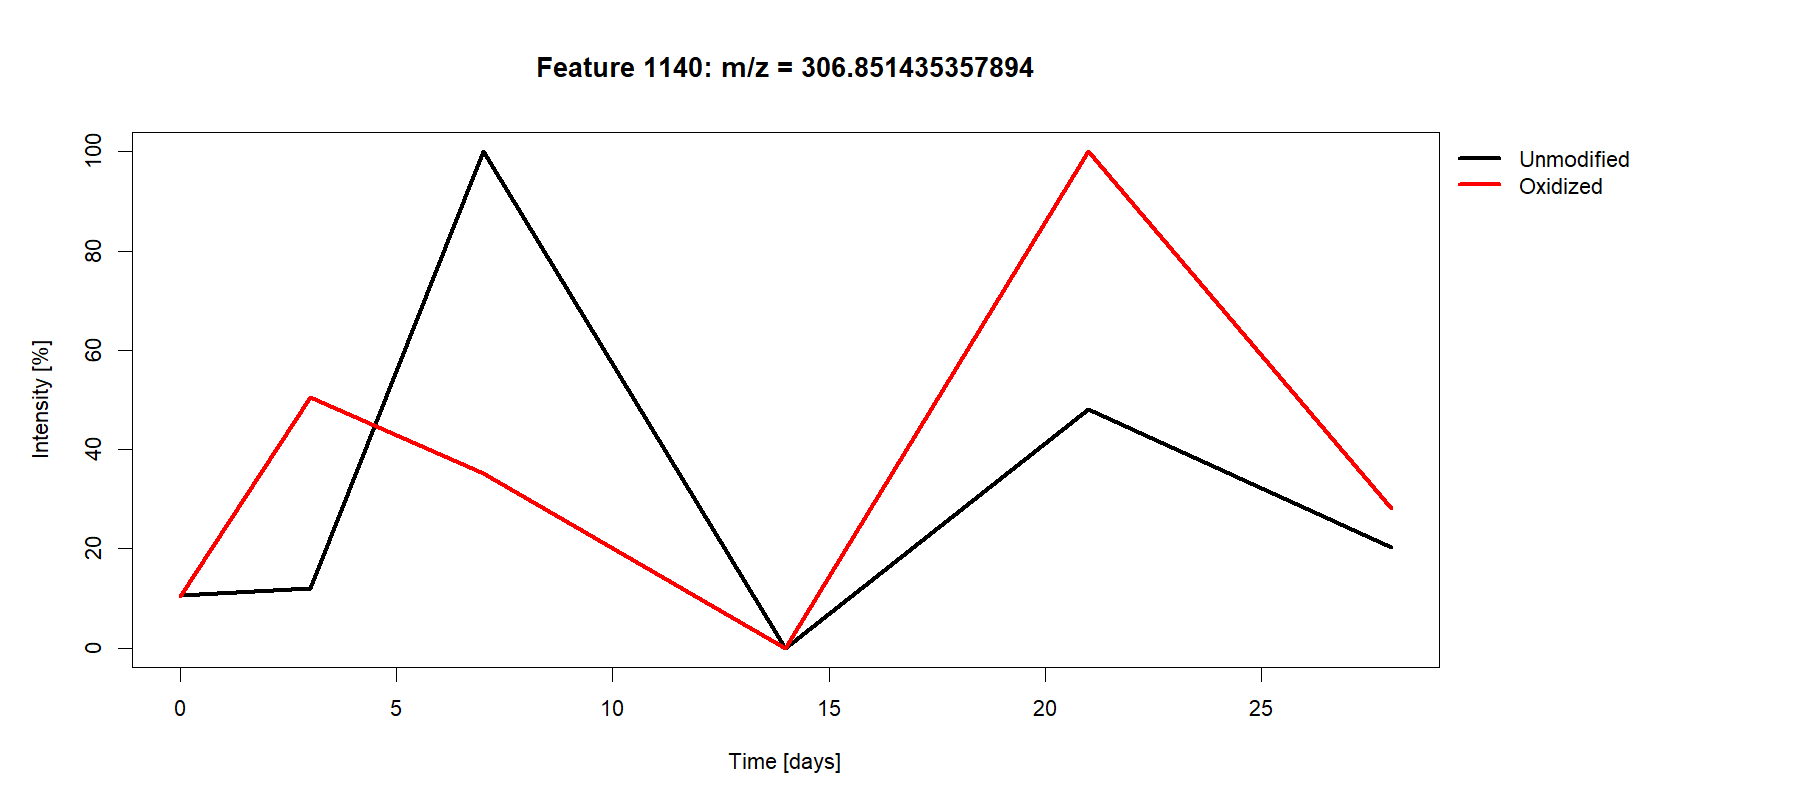 Feature 1140: m/z = 306.851435357894
Unmodified
Oxidized
Intensity [%]
100
80
60
40
20
0
0 5 10 15 20 25
Time [days]